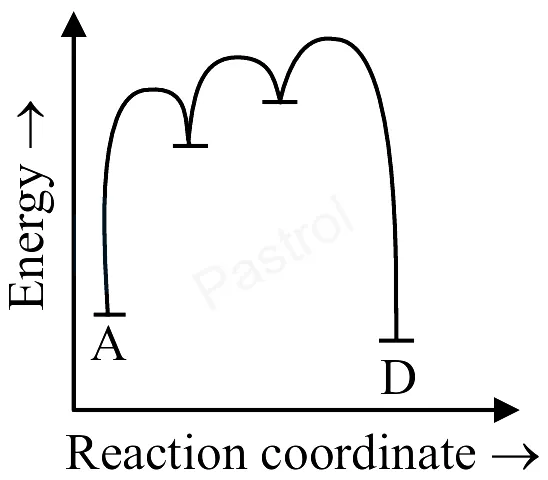 Energy →
Pastrol
A
D
Reaction coordinate →